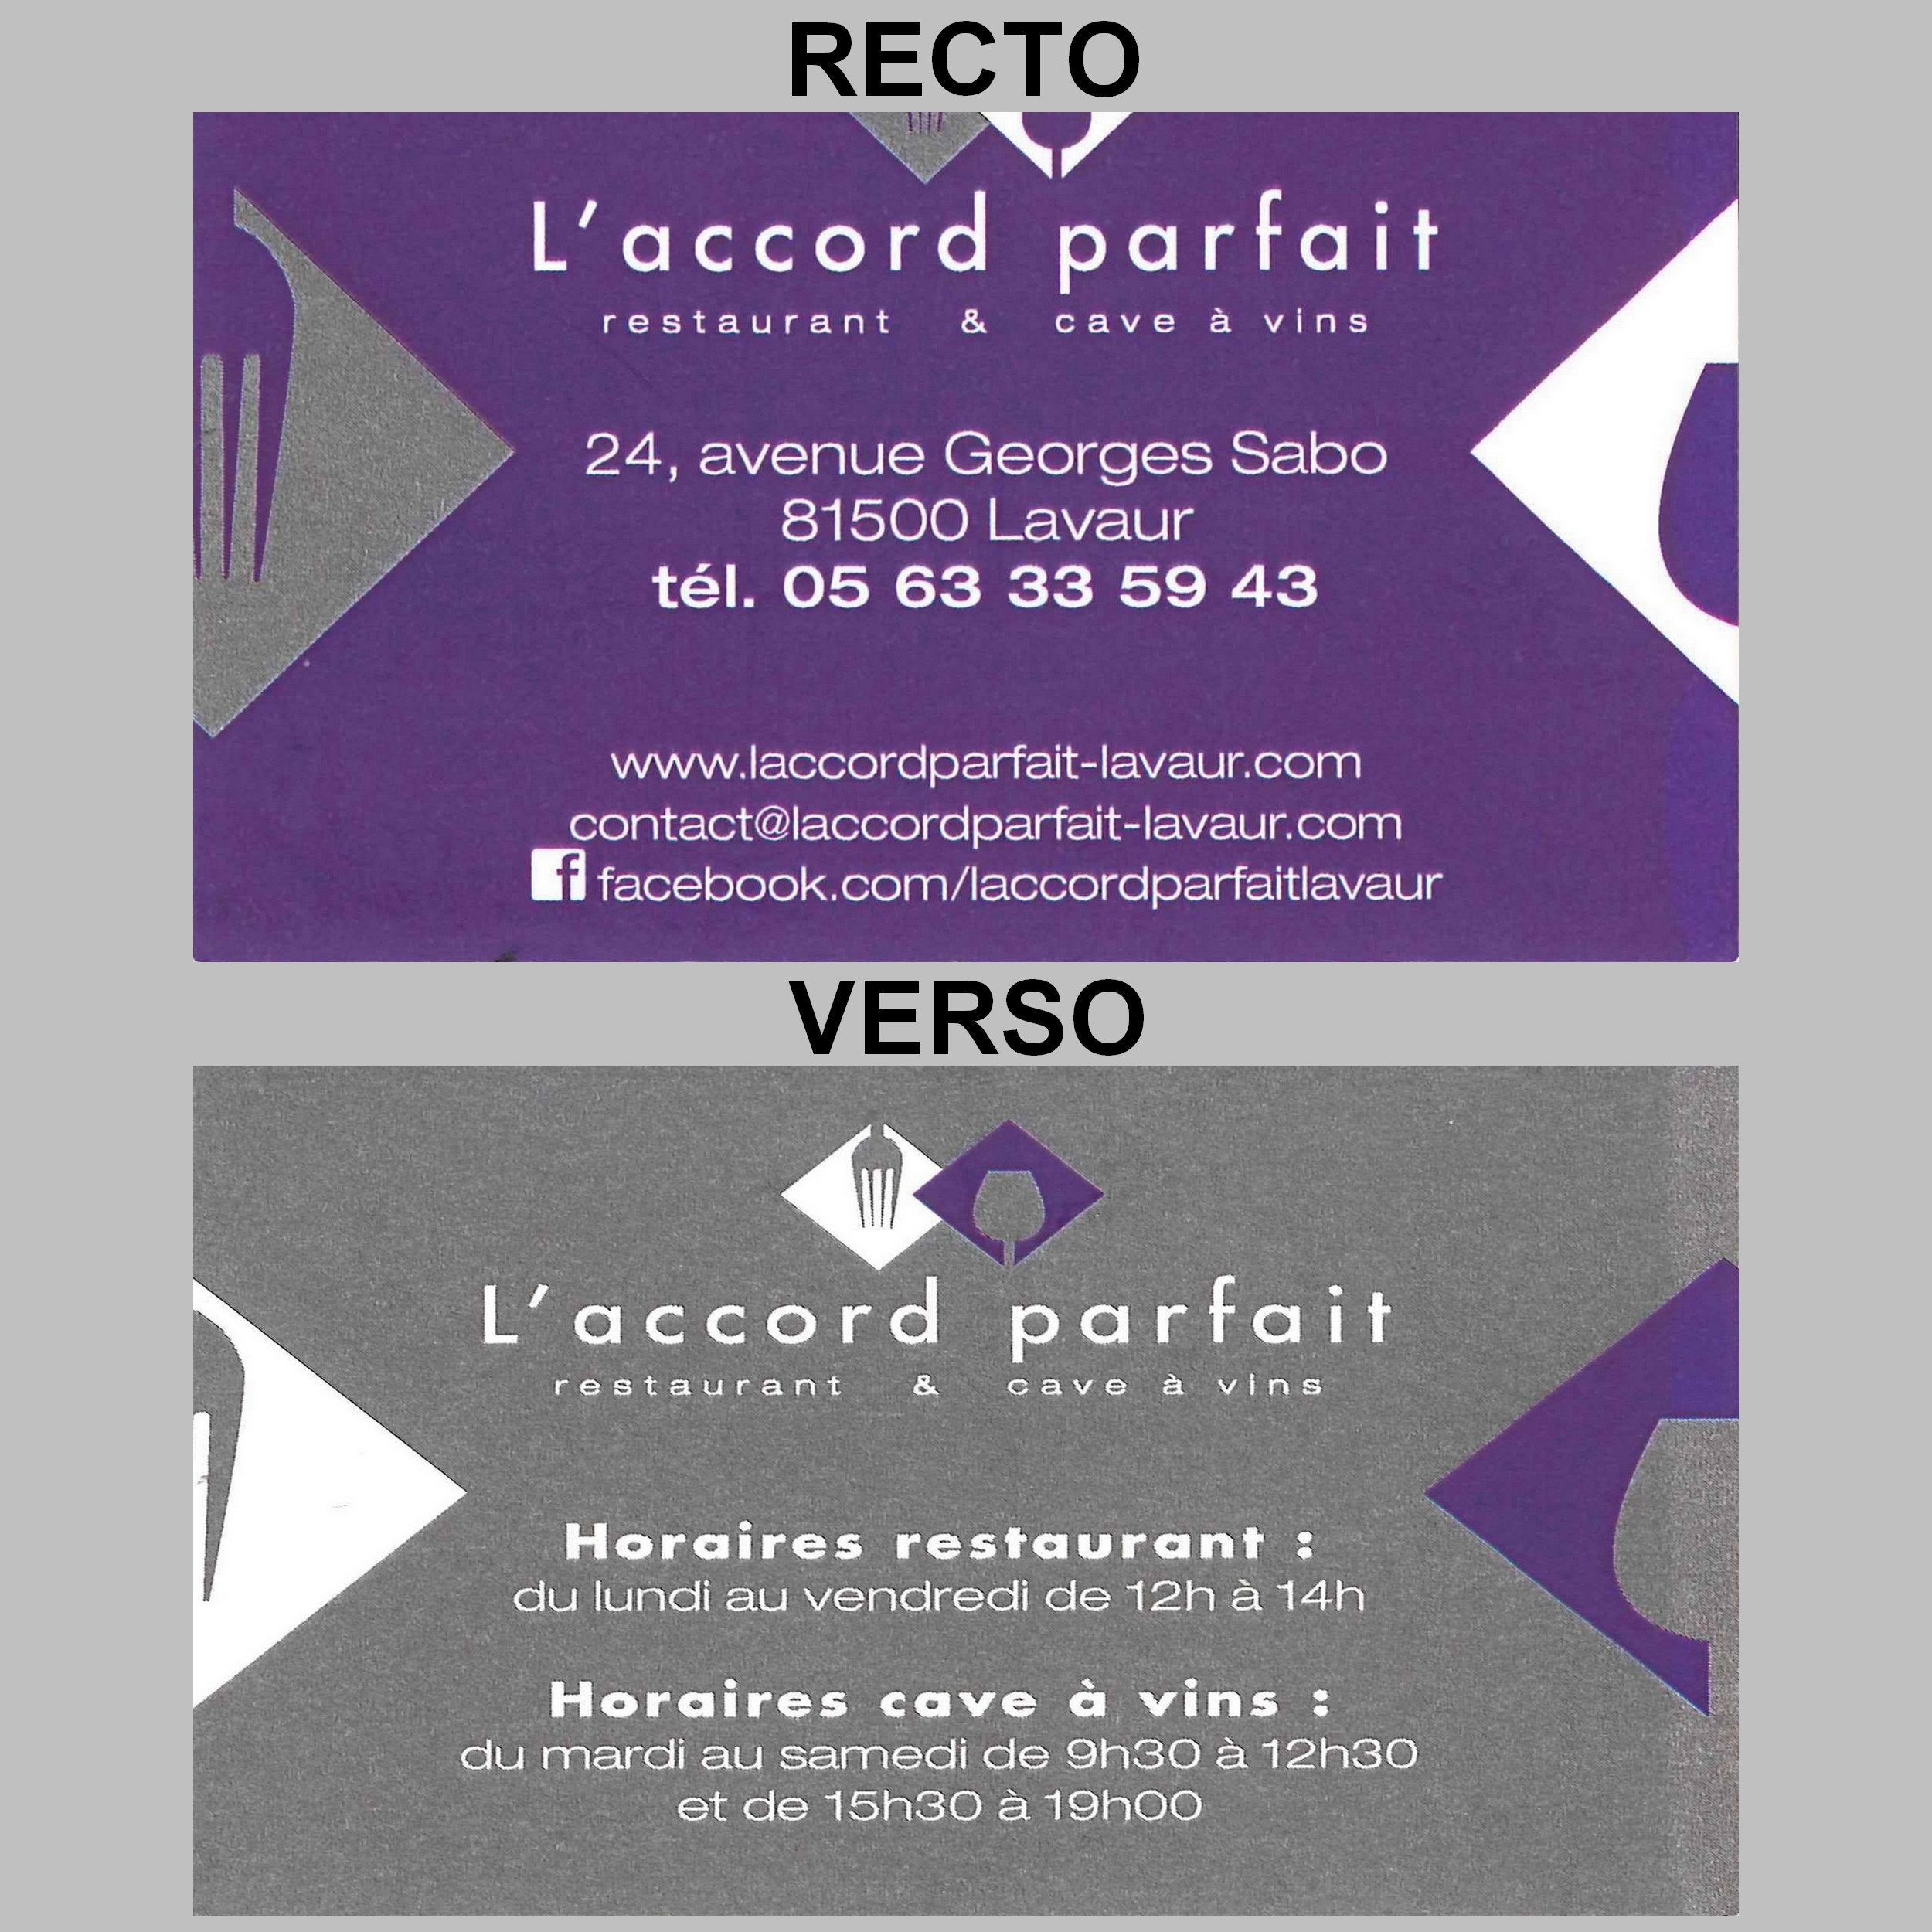 RECTO
L'accord parfait
restaurant & cave à vins
24, avenue Georges Sabo
81500 Lavaur
tél. 05 63 33 59 43
www.laccordparfait-lavaur.com
contact@laccordparfait-lavaur.com
f facebook.com/laccordparfaitlavaur
VERSO
L'accord parfait
restaurant & cave à vins
Horaires restaurant :
du lundi au vendredi de 12h à 14h
Horaires cave à vins :
du mardi au samedi de 9h30 à 12h30
et de 15h30 à 19h00